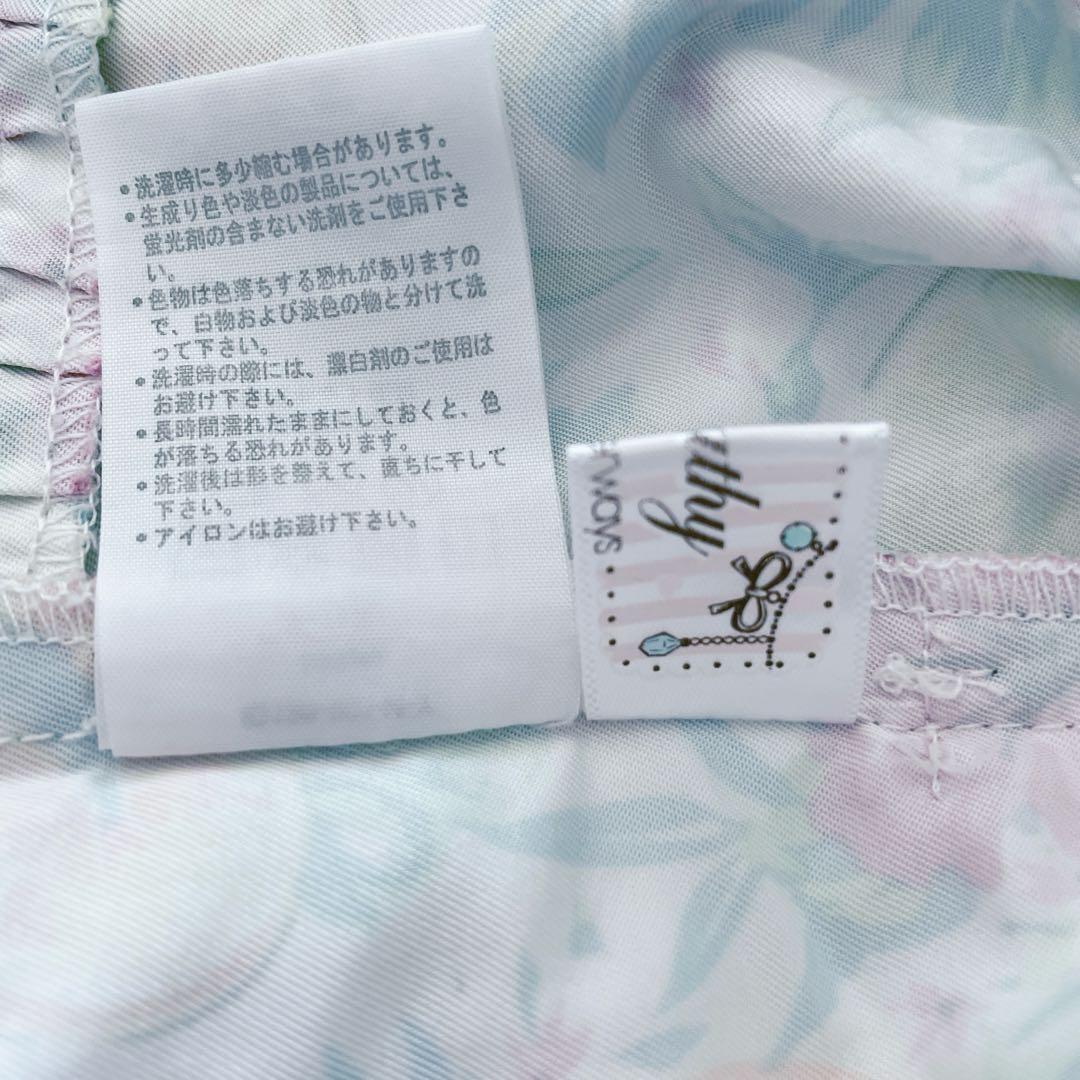 ・洗濯時に多少縮む場合があります。
・生成り色や淡色の製品については、
蛍光剤の含まない洗剤をご使用下さ
い。
・色物は色落ちする恐れがありますの
で、白物および淡色の物と分けて洗
って下さい。
・洗濯時の際には、漂白剤のご使用は
お避け下さい。
・長時間濡れたままにしておくと、色
が落ちる恐れがあります。
・洗濯後は形を整えて、直ちに干して
下さい。
・アイロンはお避け下さい。
thy
ways